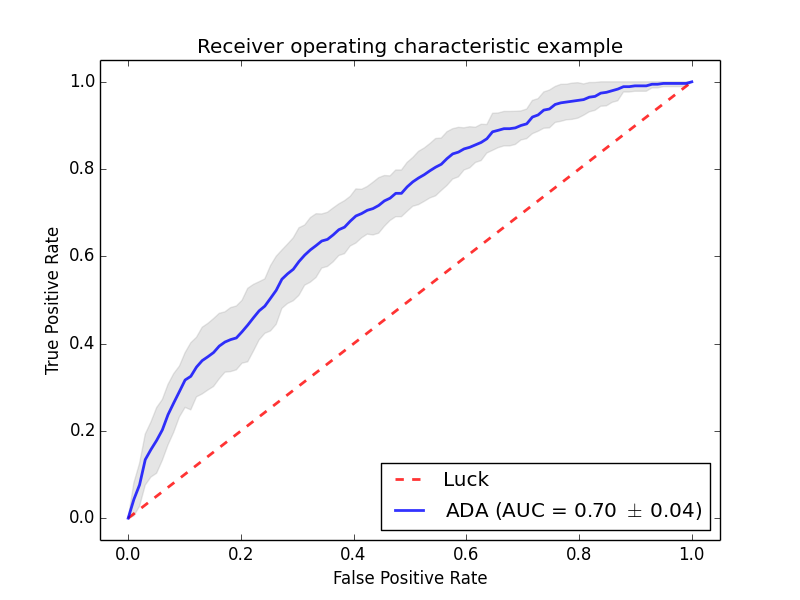 Receiver operating characteristic example
1.0
0.8
0.6
0.4
0.2
0.0
True Positive Rate
Luck
ADA (AUC = 0.70 ± 0.04)
0.0 0.2 0.4 0.6 0.8 1.0
False Positive Rate